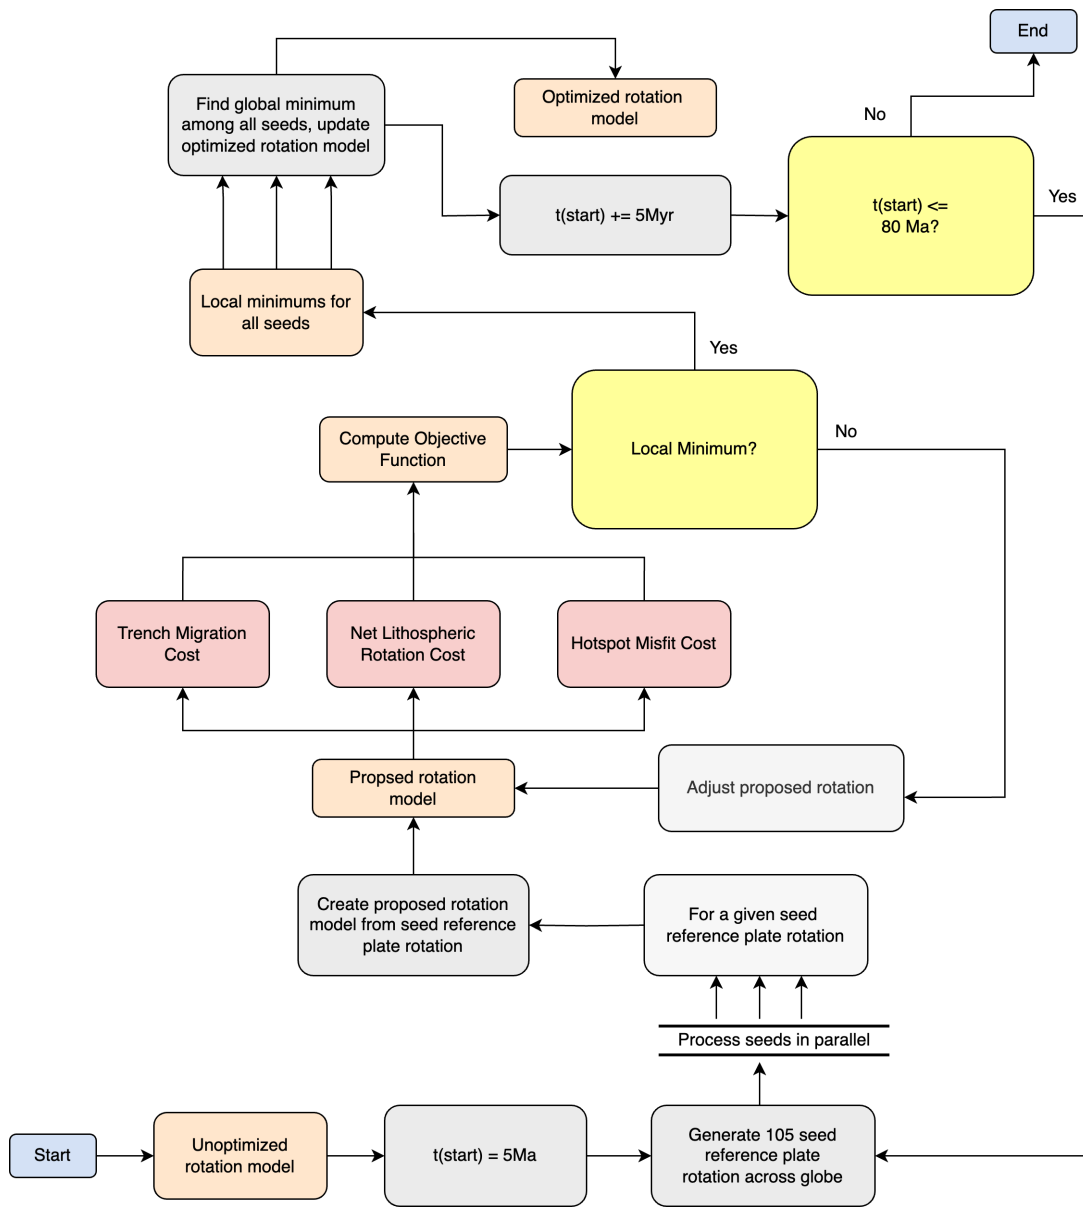 End
Find global minimum
among all seeds, update
optimized rotation model
Optimized rotation
model
No
t(start) += 5Myr
t(start) <=
80 Ma?
Yes
Local minimums for
all seeds
Yes
Compute Objective
Function
Local Minimum?
No
Trench Migration
Cost
Net Lithospheric
Rotation Cost
Hotspot Misfit Cost
Propsed rotation
model
Adjust proposed rotation
Create proposed rotation
model from seed reference
plate rotation
For a given seed
reference plate rotation
Process seeds in parallel
Start
Unoptimized
rotation model
t(start) = 5Ma
Generate 105 seed
reference plate
rotation across globe